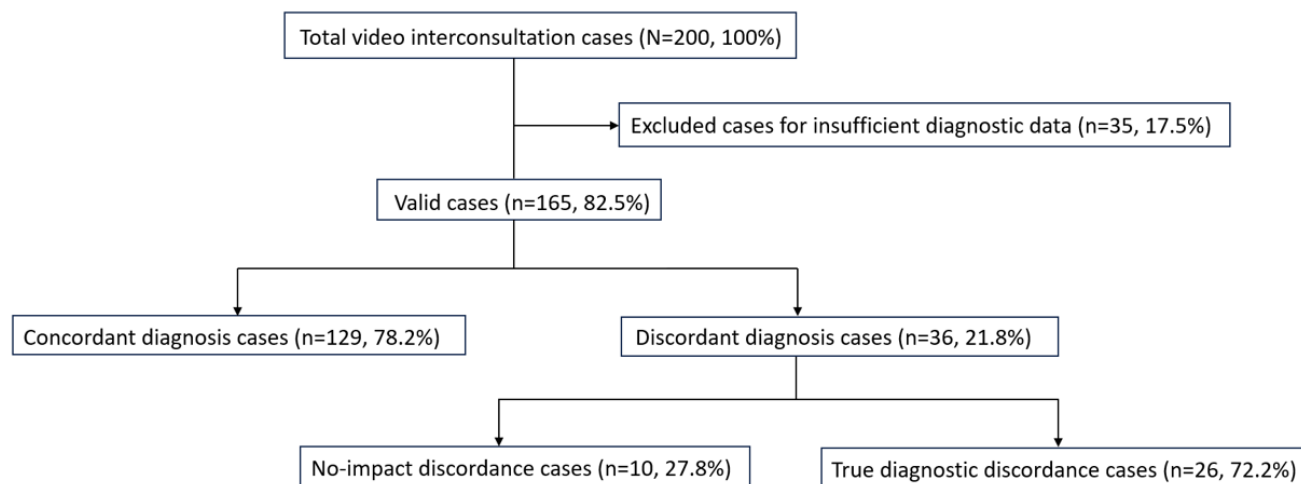 Total video interconsultation cases (N=200, 100%)
Excluded cases for insufficient diagnostic data (n=35, 17.5%)
Valid cases (n=165, 82.5%)
Concordant diagnosis cases (n=129, 78.2%)
Discordant diagnosis cases (n=36, 21.8%)
No-impact discordance cases (n=10, 27.8%)
True diagnostic discordance cases (n=26, 72.2%)